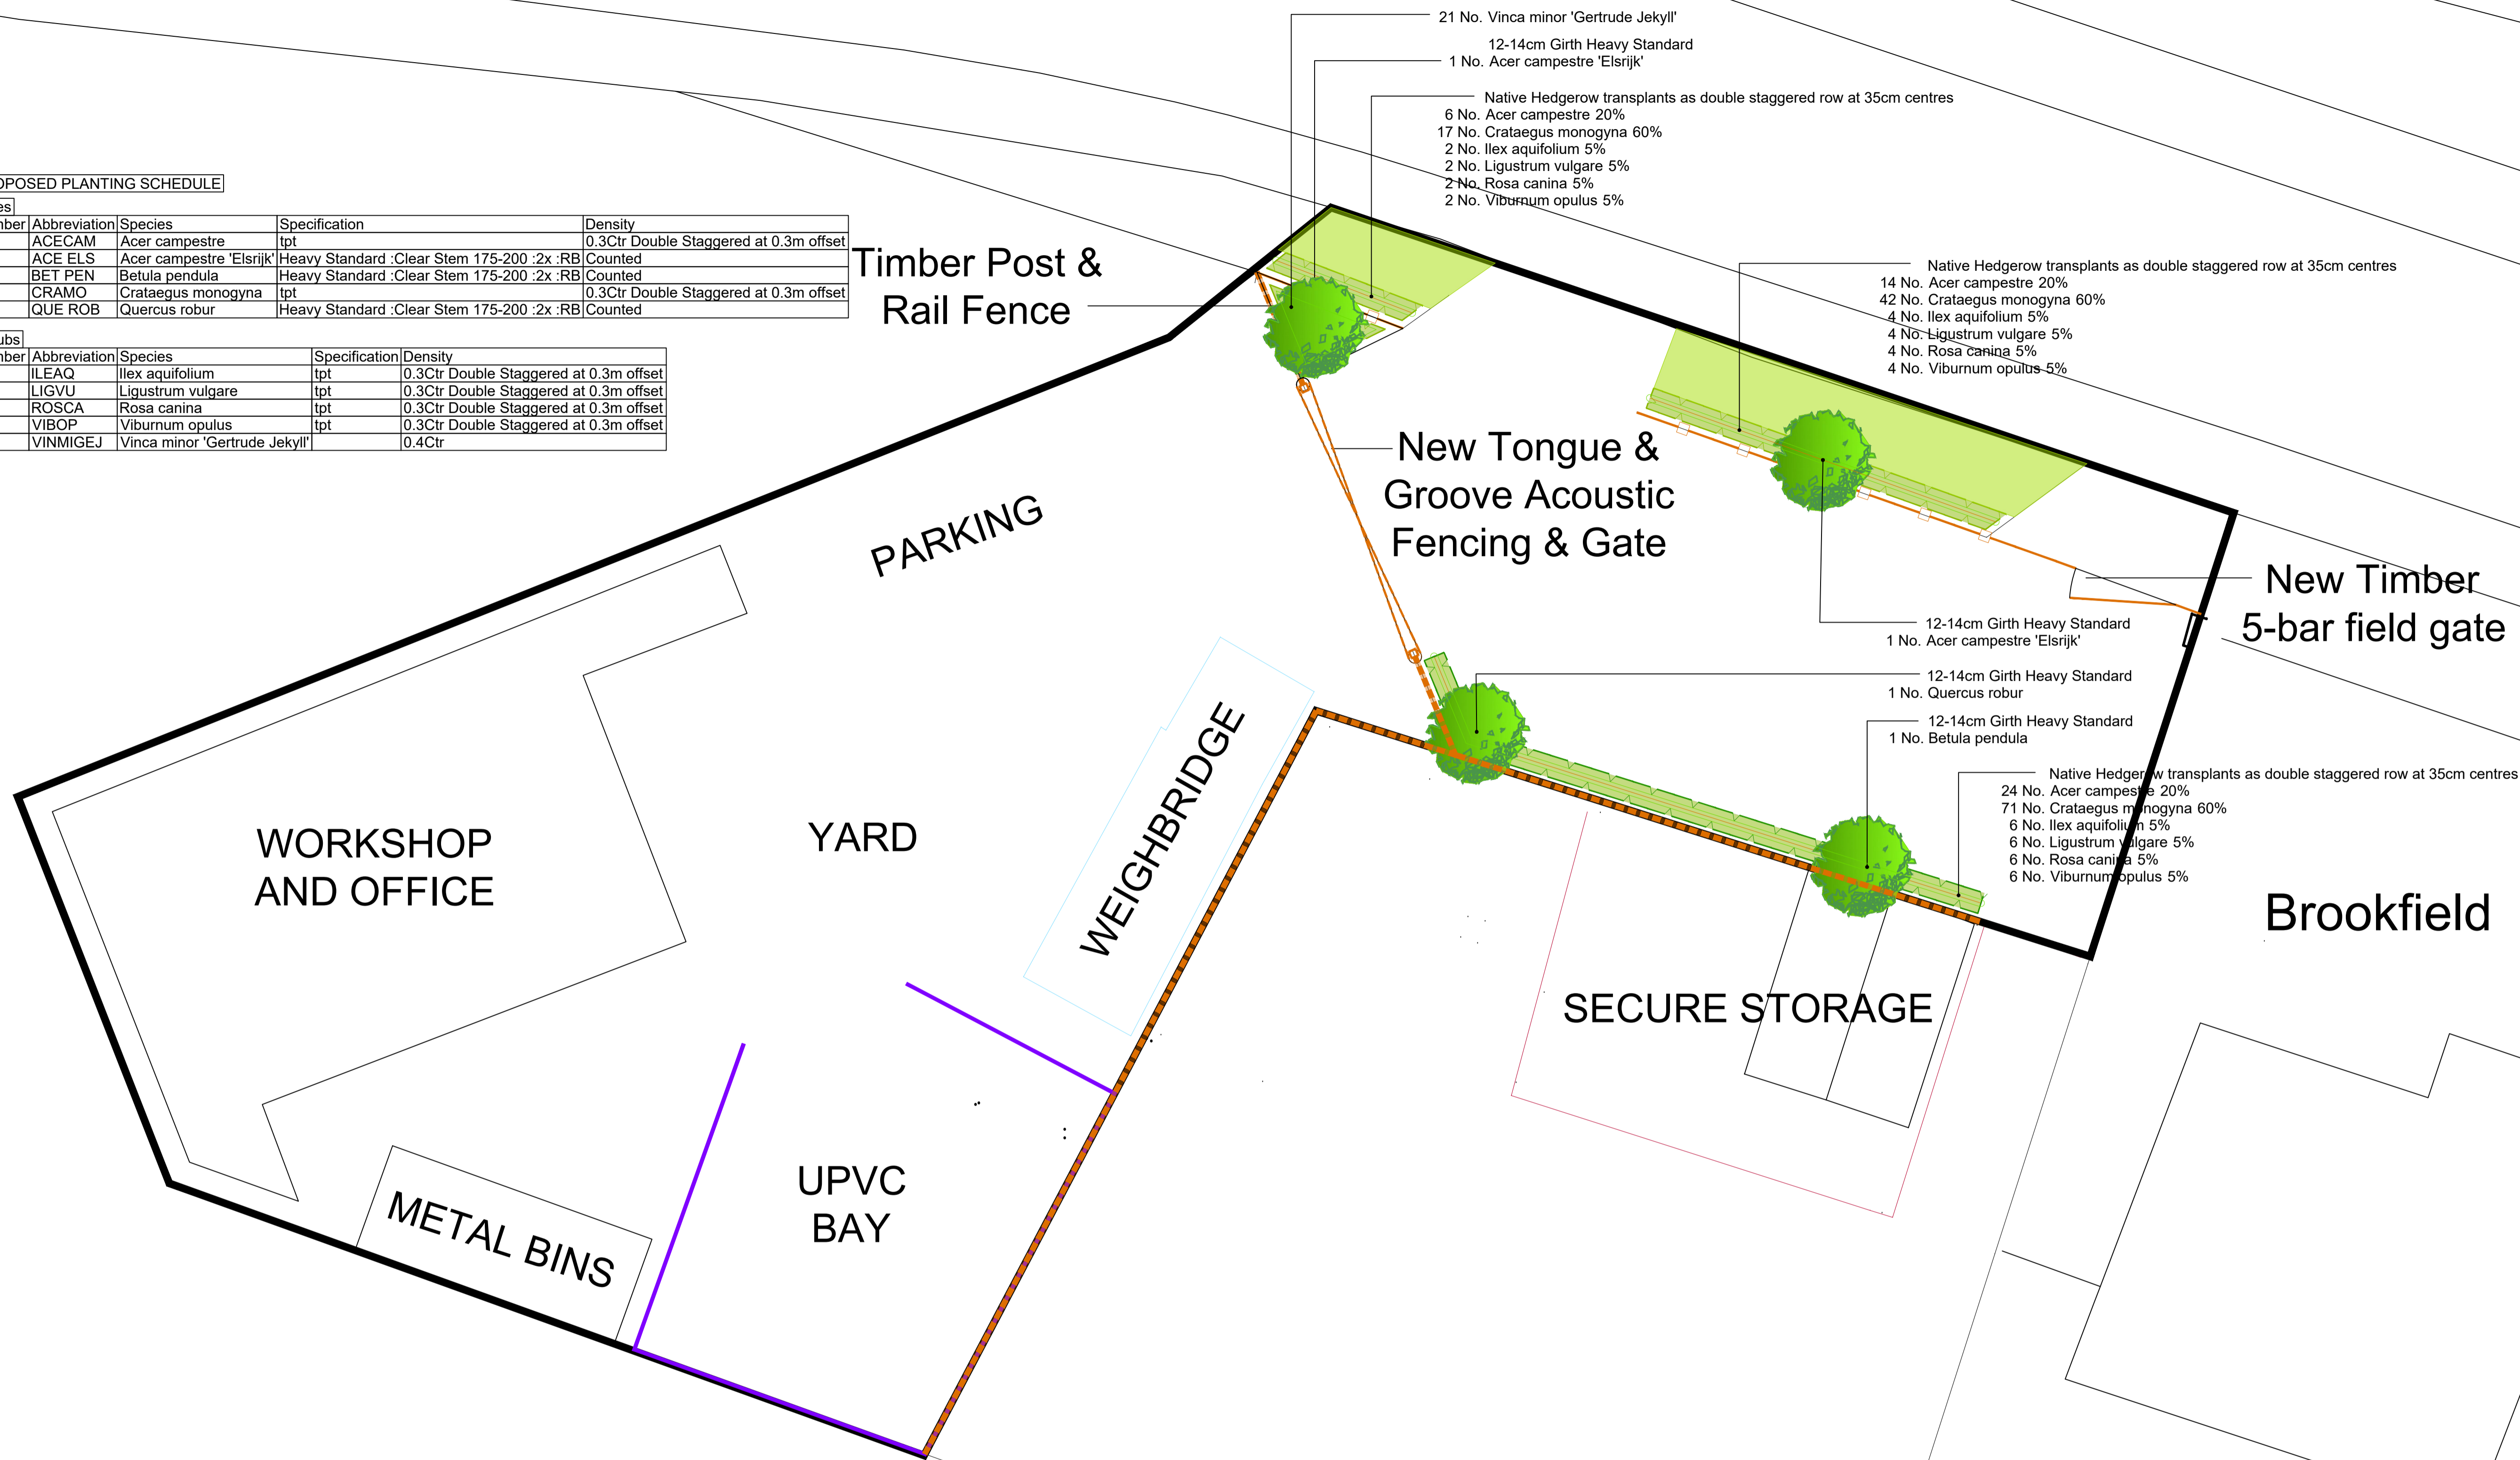 21 No. Vinca minor 'Gertrude Jekyll'
12-14cm Girth Heavy Standard
1 No. Acer campestre 'Elsrijk'
Native Hedgerow transplants as double staggered row at 35cm centres
6 No. Acer campestre 20%
17 No. Crataegus monogyna 60%
2 No. Ilex aquifolium 5%
2 No. Ligustrum vulgare 5%
2 No. Rosa canina 5%
2 No. Viburnum opulus 5%
OPOSED PLANTING SCHEDULE
es
mber Abbreviation Species Specification Density
ACECAM Acer campestre tpt 0.3Ctr Double Staggered at 0.3m offset
ACE ELS Acer campestre 'Elsrijk' Heavy Standard :Clear Stem 175-200 :2x :RB Counted
BET PEN Betula pendula Heavy Standard :Clear Stem 175-200 :2x :RB Counted
CRAMO Crataegus monogyna tpt 0.3Ctr Double Staggered at 0.3m offset
QUE ROB Quercus robur Heavy Standard :Clear Stem 175-200 :2x :RB Counted
ubs
mber Abbreviation Species Specification Density
ILEAQ Ilex aquifolium tpt 0.3Ctr Double Staggered at 0.3m offset
LIGVU Ligustrum vulgare tpt 0.3Ctr Double Staggered at 0.3m offset
ROSCA Rosa canina tpt 0.3Ctr Double Staggered at 0.3m offset
VIBOP Viburnum opulus tpt 0.3Ctr Double Staggered at 0.3m offset
VINMIGEJ Vinca minor 'Gertrude Jekyll' 0.4Ctr
Timber Post &
Rail Fence
Native Hedgerow transplants as double staggered row at 35cm centres
14 No. Acer campestre 20%
42 No. Crataegus monogyna 60%
4 No. Ilex aquifolium 5%
4 No. Ligustrum vulgare 5%
4 No. Rosa canina 5%
4 No. Viburnum opulus 5%
New Tongue &
Groove Acoustic
Fencing & Gate
PARKING
New Timber
5-bar field gate
12-14cm Girth Heavy Standard
1 No. Acer campestre 'Elsrijk'
12-14cm Girth Heavy Standard
1 No. Quercus robur
12-14cm Girth Heavy Standard
1 No. Betula pendula
Native Hedgerow transplants as double staggered row at 35cm centres
24 No. Acer campestre 20%
71 No. Crataegus monogyna 60%
6 No. Ilex aquifolium 5%
6 No. Ligustrum vulgare 5%
6 No. Rosa canina 5%
6 No. Viburnum opulus 5%
WORKSHOP
AND OFFICE
YARD
WEIGHBRIDGE
Brookfield
SECURE STORAGE
UPVC
BAY
METAL BINS